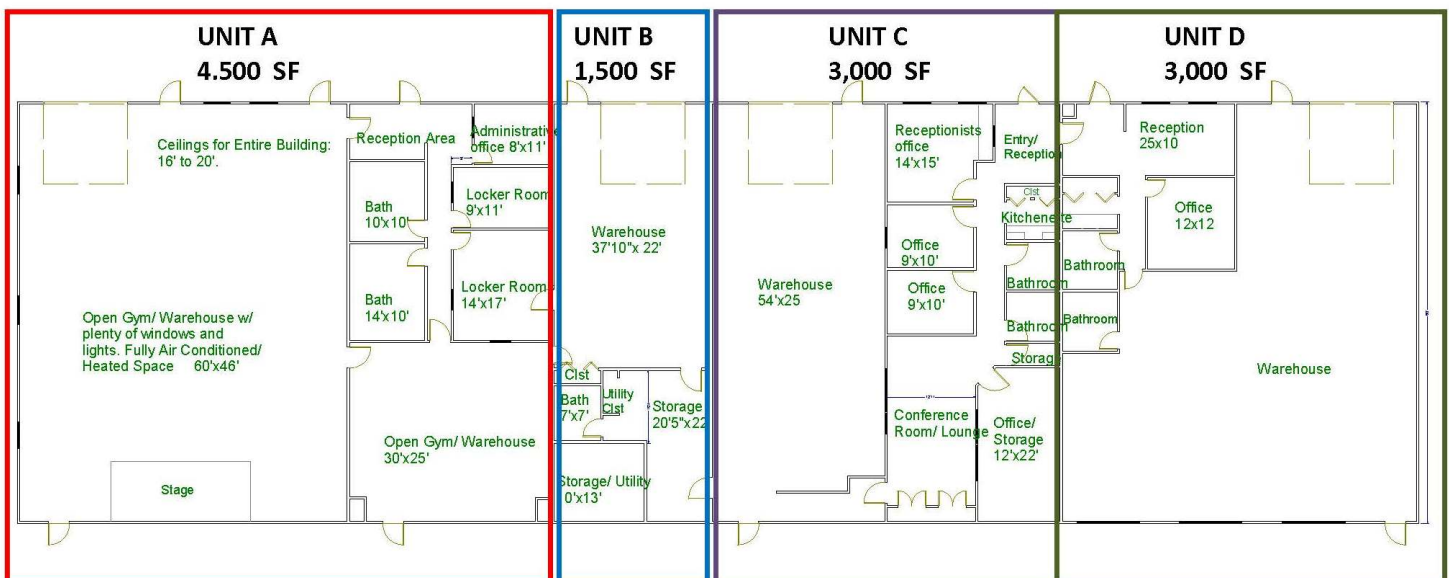 UNIT A
4.500 SF
UNIT B
1,500 SF
UNIT C
3,000 SF
UNIT D
3,000 SF
Ceilings for Entire Building:
16' to 20'.
Reception Area
Administrative
office 8'x11'
Bath
10'x10'
Locker Room
9'x11'
Bath
14'x10'
Locker Room
14'x17'
Open Gym/ Warehouse w/
plenty of windows and
lights. Fully Air Conditioned/
Heated Space 60'x46'
Open Gym/ Warehouse
30'x25'
Stage
Warehouse
37'10"x 22'
Clst
Bath
7'x7'
Utility
Clst
Storage
20'5"x22
Storage/ Utility
0'x13'
Warehouse
54'x25
Receptionists
office
14'x15'
Entry/
Reception
Clst
Kitchenette
Office
9'x10'
Office
9'x10'
Bathroom
Bathroom
Storage
Conference
Room/ Lounge
Office/
Storage
12'x22'
Reception
25x10
Office
12x12
Bathroom
Bathroom
Warehouse